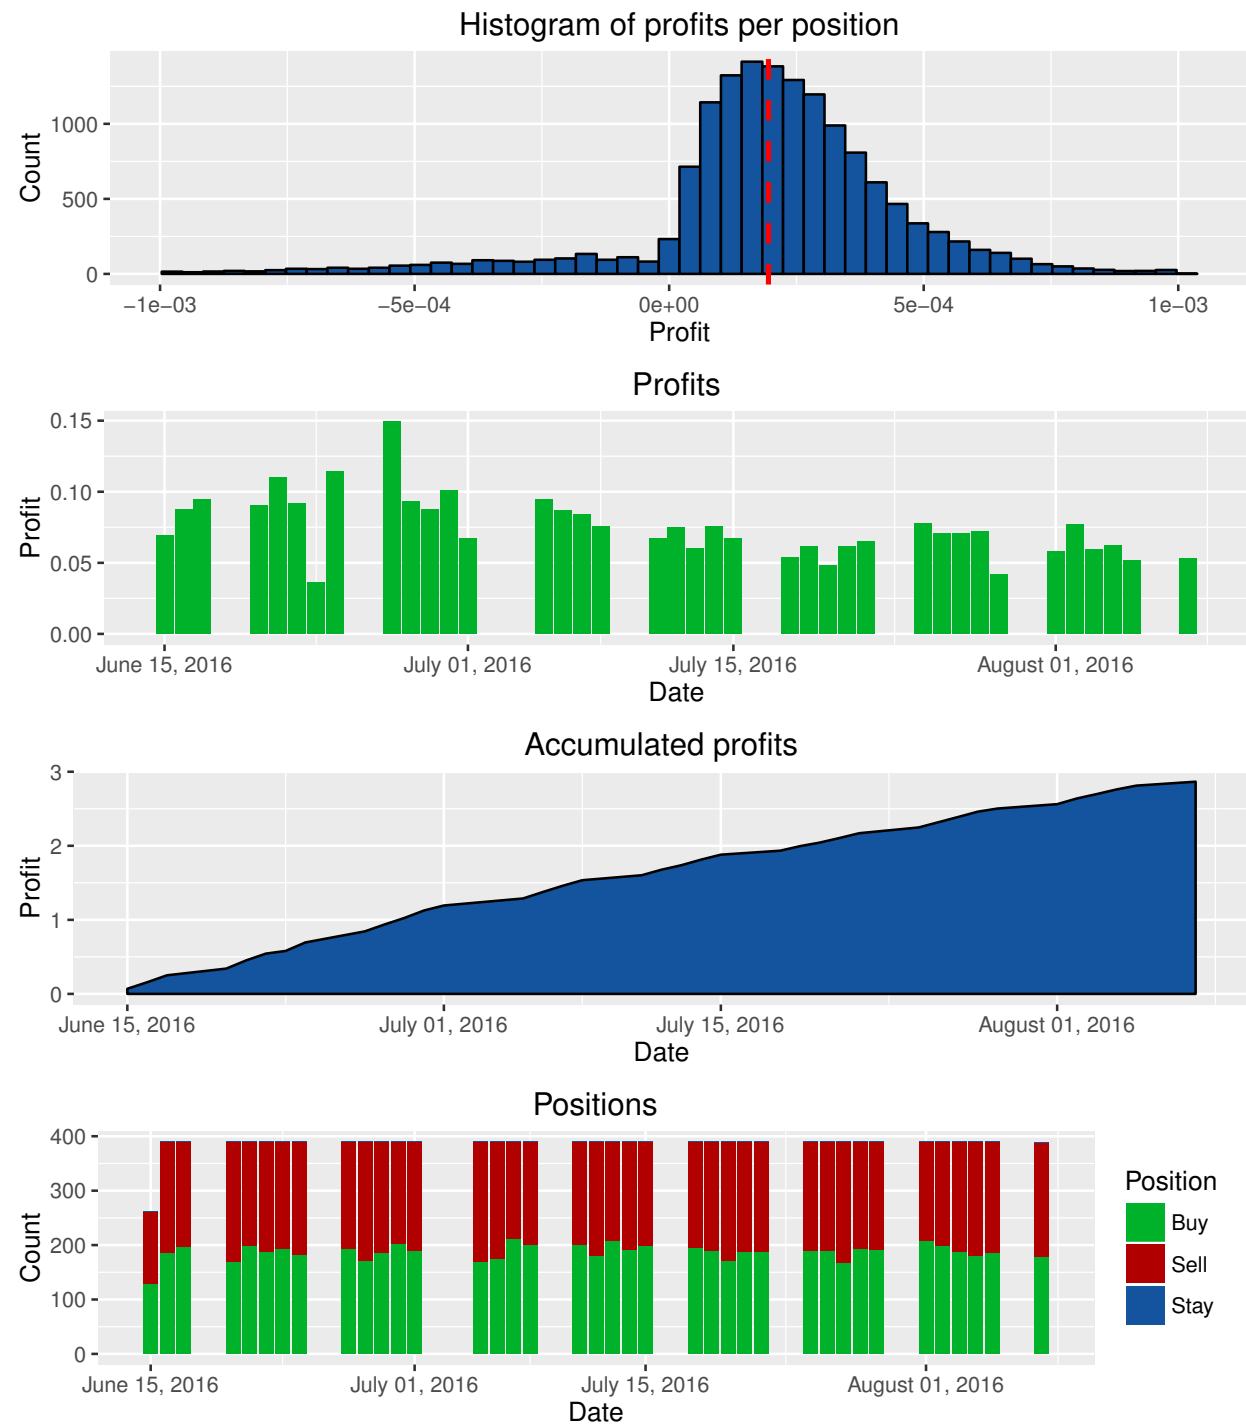 Histogram of profits per position
Count
1000
500
0
−1e−03 −5e−04 0e+00 5e−04 1e−03
Profit
Profits
Profit
0.15
0.10
0.05
0.00
June 15, 2016 July 01, 2016 July 15, 2016 August 01, 2016
Date
Accumulated profits
Profit
3
2
1
0
June 15, 2016 July 01, 2016 July 15, 2016 August 01, 2016
Date
Positions
Count
400
300
200
100
0
June 15, 2016 July 01, 2016 July 15, 2016 August 01, 2016
Date
Position
Buy
Sell
Stay